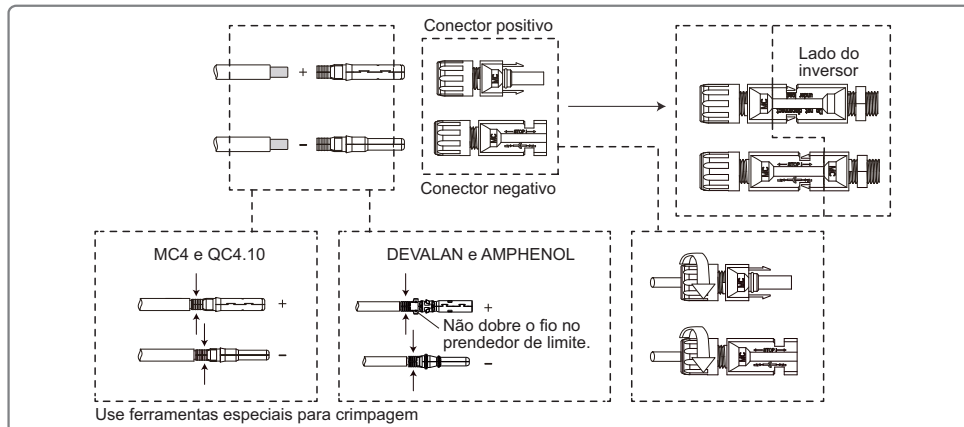 Conector positivo
Lado do
inversor
+
−
Conector negativo
MC4 e QC4.10
+
−
DEVALAN e AMPHENOL
+
Não dobre o fio no
prendedor de limite.
−
Use ferramentas especiais para crimpagem